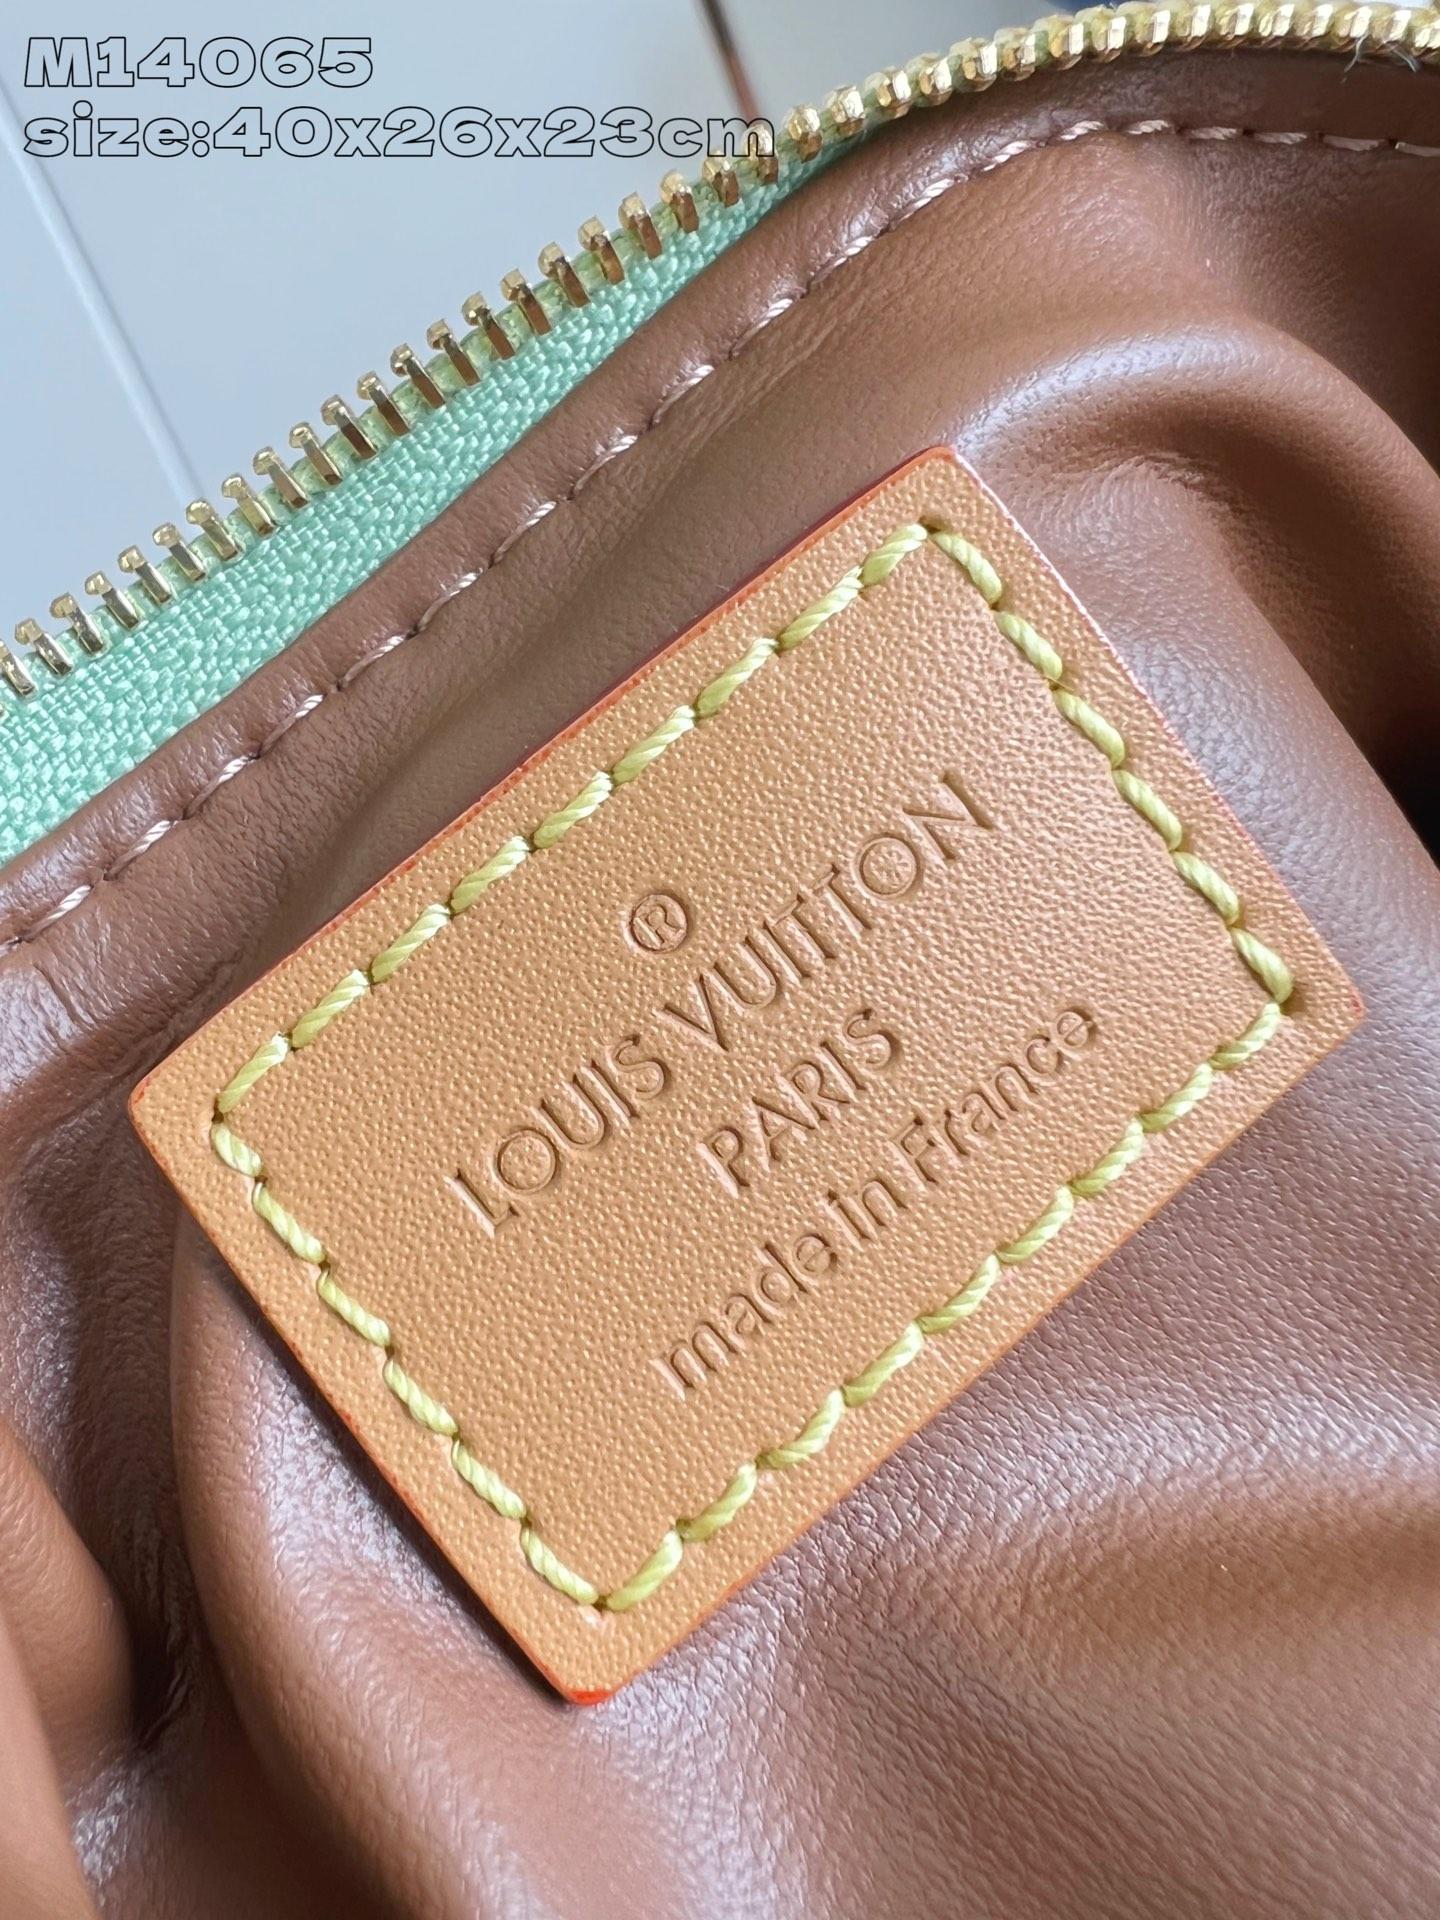 M14065
size:40x26x23cm
®
LOUIS VUITTON
PARIS
made in France